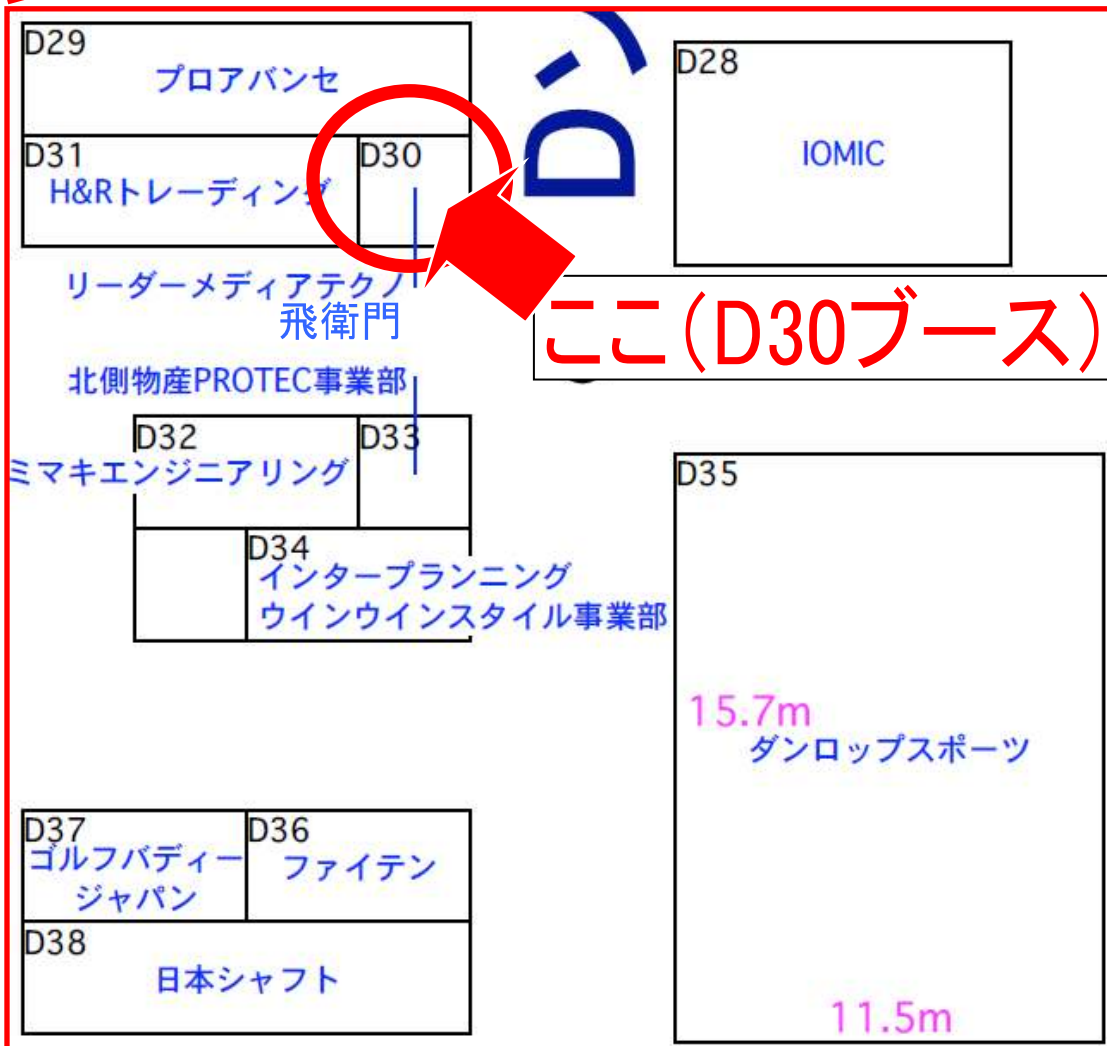 D29
プロアバンセ
D28
IOMIC
D31
H&Rトレーディング
D30
D
リーダーメディアテクノ
飛衛門
ここ(D30ブース)
北側物産PROTEC事業部
D32
ミマキエンジニアリング
D33
D34
インタープランニング
ウインウインスタイル事業部
D35
15.7m
ダンロップスポーツ
11.5m
D37
ゴルフバディー
ジャパン
D36
ファイテン
D38
日本シャフト